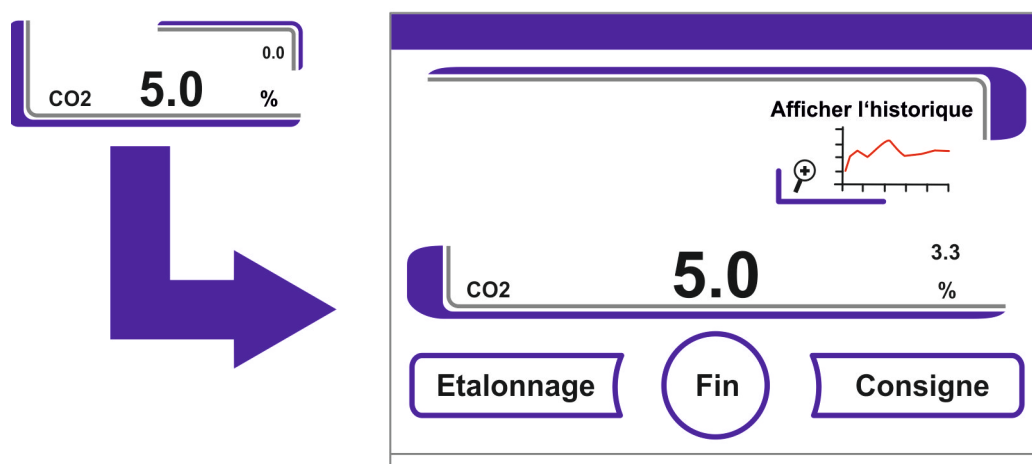 0.0
CO2 5.0 %
Afficher l‘historique
3.3
CO2 5.0 %
Etalonnage Fin Consigne